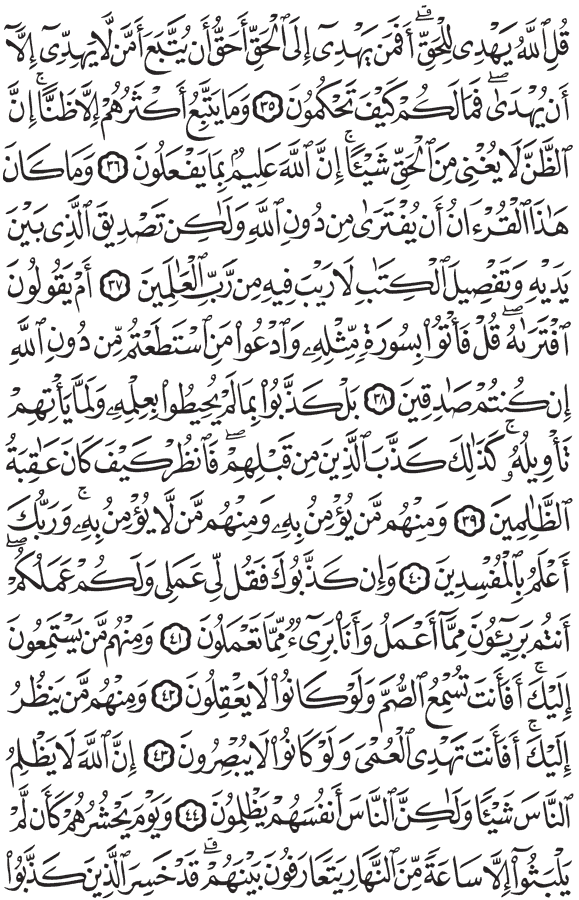 قُلِ ٱللَّهُ يَهْدِى لِلْحَقِّ ۗ أَفَمَن يَهْدِىٓ إِلَى ٱلْحَقِّ أَحَقُّ أَن يُتَّبَعَ أَمَّن لَّا يَهِدِّىٓ إِلَّآ
أَن يُهْدَىٰ ۖ فَمَا لَكُمْ كَيْفَ تَحْكُمُونَ ٣٥ وَمَا يَتَّبِعُ أَكْثَرُهُمْ إِلَّا ظَنًّا ۚ إِنَّ
ٱلظَّنَّ لَا يُغْنِى مِنَ ٱلْحَقِّ شَيْـًٔا ۚ إِنَّ ٱللَّهَ عَلِيمٌۢ بِمَا يَفْعَلُونَ ٣٦ وَمَا كَانَ
هَٰذَا ٱلْقُرْءَانُ أَن يُفْتَرَىٰ مِن دُونِ ٱللَّهِ وَلَٰكِن تَصْدِيقَ ٱلَّذِى بَيْنَ
يَدَيْهِ وَتَفْصِيلَ ٱلْكِتَٰبِ لَا رَيْبَ فِيهِ مِن رَّبِّ ٱلْعَٰلَمِينَ ٣٧ أَمْ يَقُولُونَ
ٱفْتَرَىٰهُ ۖ قُلْ فَأْتُوا۟ بِسُورَةٍ مِّثْلِهِۦ وَٱدْعُوا۟ مَنِ ٱسْتَطَعْتُم مِّن دُونِ ٱللَّهِ
إِن كُنتُمْ صَٰدِقِينَ ٣٨ بَلْ كَذَّبُوا۟ بِمَا لَمْ يُحِيطُوا۟ بِعِلْمِهِۦ وَلَمَّا يَأْتِهِمْ
تَأْوِيلُهُۥ ۚ كَذَٰلِكَ كَذَّبَ ٱلَّذِينَ مِن قَبْلِهِمْ ۖ فَٱنظُرْ كَيْفَ كَانَ عَٰقِبَةُ
ٱلظَّٰلِمِينَ ٣٩ وَمِنْهُم مَّن يُؤْمِنُ بِهِۦ وَمِنْهُم مَّن لَّا يُؤْمِنُ بِهِۦ ۚ وَرَبُّكَ
أَعْلَمُ بِٱلْمُفْسِدِينَ ٤٠ وَإِن كَذَّبُوكَ فَقُل لِّى عَمَلِى وَلَكُمْ عَمَلُكُمْ ۖ
أَنتُم بَرِيٓـُٔونَ مِمَّآ أَعْمَلُ وَأَنَا۠ بَرِىٓءٌ مِّمَّا تَعْمَلُونَ ٤١ وَمِنْهُم مَّن يَسْتَمِعُونَ
إِلَيْكَ ۚ أَفَأَنتَ تُسْمِعُ ٱلصُّمَّ وَلَوْ كَانُوا۟ لَا يَعْقِلُونَ ٤٢ وَمِنْهُم مَّن يَنظُرُ
إِلَيْكَ ۚ أَفَأَنتَ تَهْدِى ٱلْعُمْىَ وَلَوْ كَانُوا۟ لَا يُبْصِرُونَ ٤٣ إِنَّ ٱللَّهَ لَا يَظْلِمُ
ٱلنَّاسَ شَيْـًٔا وَلَٰكِنَّ ٱلنَّاسَ أَنفُسَهُمْ يَظْلِمُونَ ٤٤ وَيَوْمَ يَحْشُرُهُمْ كَأَن لَّمْ
يَلْبَثُوٓا۟ إِلَّا سَاعَةً مِّنَ ٱلنَّهَارِ يَتَعَارَفُونَ بَيْنَهُمْ ۚ قَدْ خَسِرَ ٱلَّذِينَ كَذَّبُوا۟